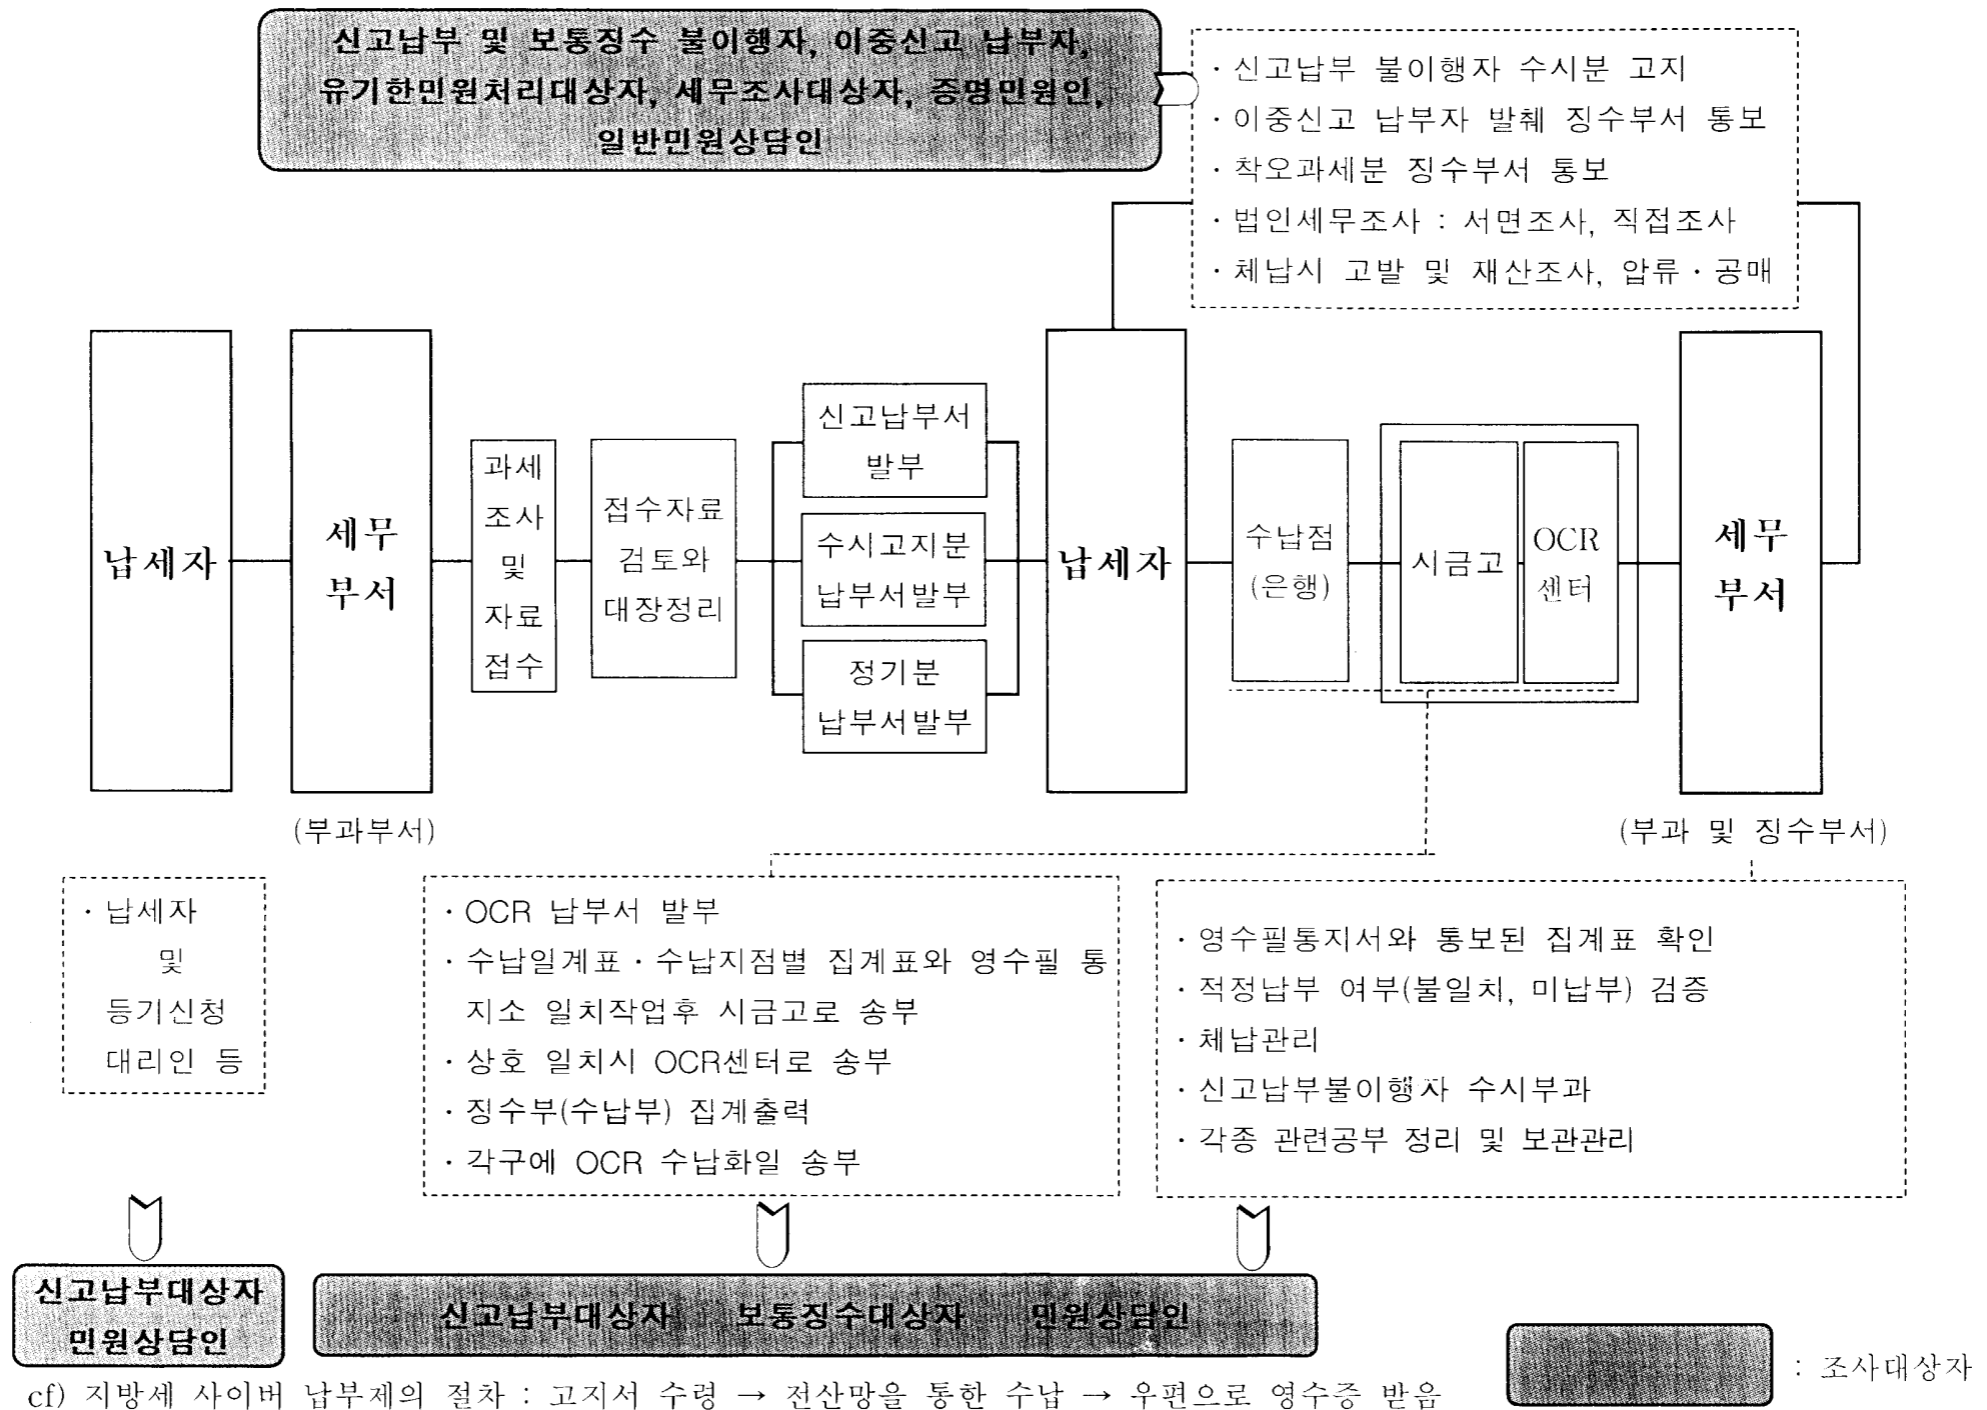 신고납부 및 보통징수 불이행자, 이중신고 납부자,
유기한민원처리대상자, 세무조사대상자, 증명민원인,
일반민원상담인
· 신고납부 불이행자 수시분 고지
· 이중신고 납부자 발췌 징수부서 통보
· 착오과세분 징수부서 통보
· 법인세무조사 : 서면조사, 직접조사
· 체납시 고발 및 재산조사, 압류 · 공매
납세자
세무
부서
(부과부서)
과세
조사
및
자료
접수
접수자료
검토와
대장정리
신고납부서
발부
수시고지분
납부서발부
정기분
납부서발부
납세자
수납점
(은행)
시금고
OCR
센터
세무
부서
(부과 및 징수부서)
· 납세자
및
등기신청
대리인 등
· OCR 납부서 발부
· 수납일계표 · 수납지점별 집계표와 영수필 통
지소 일치작업후 시금고로 송부
· 상호 일치시 OCR센터로 송부
· 징수부(수납부) 집계출력
· 각구에 OCR 수납화일 송부
· 영수필통지서와 통보된 집계표 확인
· 적정납부 여부(불일치, 미납부) 검증
· 체납관리
· 신고납부불이행자 수시부과
· 각종 관련공부 정리 및 보관관리
신고납부대상자
민원상담인
신고납부대상자 보통징수대상자 민원상담인
: 조사대상자
cf) 지방세 사이버 납부제의 절차 : 고지서 수령 → 전산망을 통한 수납 → 우편으로 영수증 받음